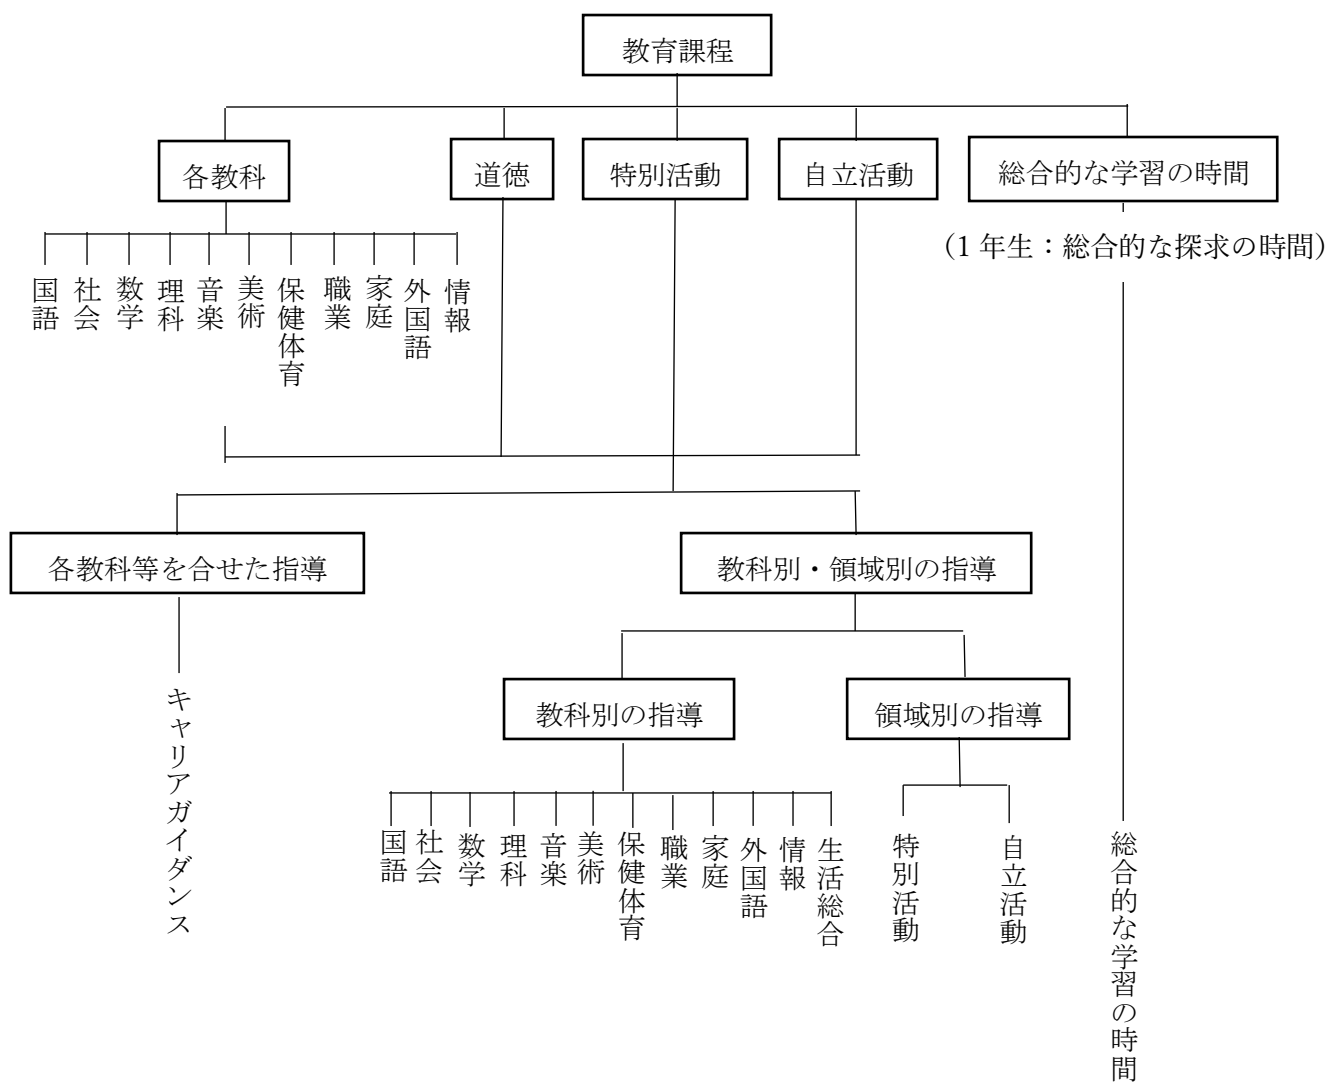 教育課程
各教科
道徳
特別活動
自立活動
総合的な学習の時間
(1 年生：総合的な探求の時間)
国語
社会
数学
理科
音楽
美術
保健体育
職業
家庭
外国語
情報
各教科等を合せた指導
教科別・領域別の指導
キャリアガイダンス
教科別の指導
領域別の指導
国語
社会
数学
理科
音楽
美術
保健体育
職業
家庭
外国語
情報
生活総合
特別活動
自立活動
総合的な学習の時間